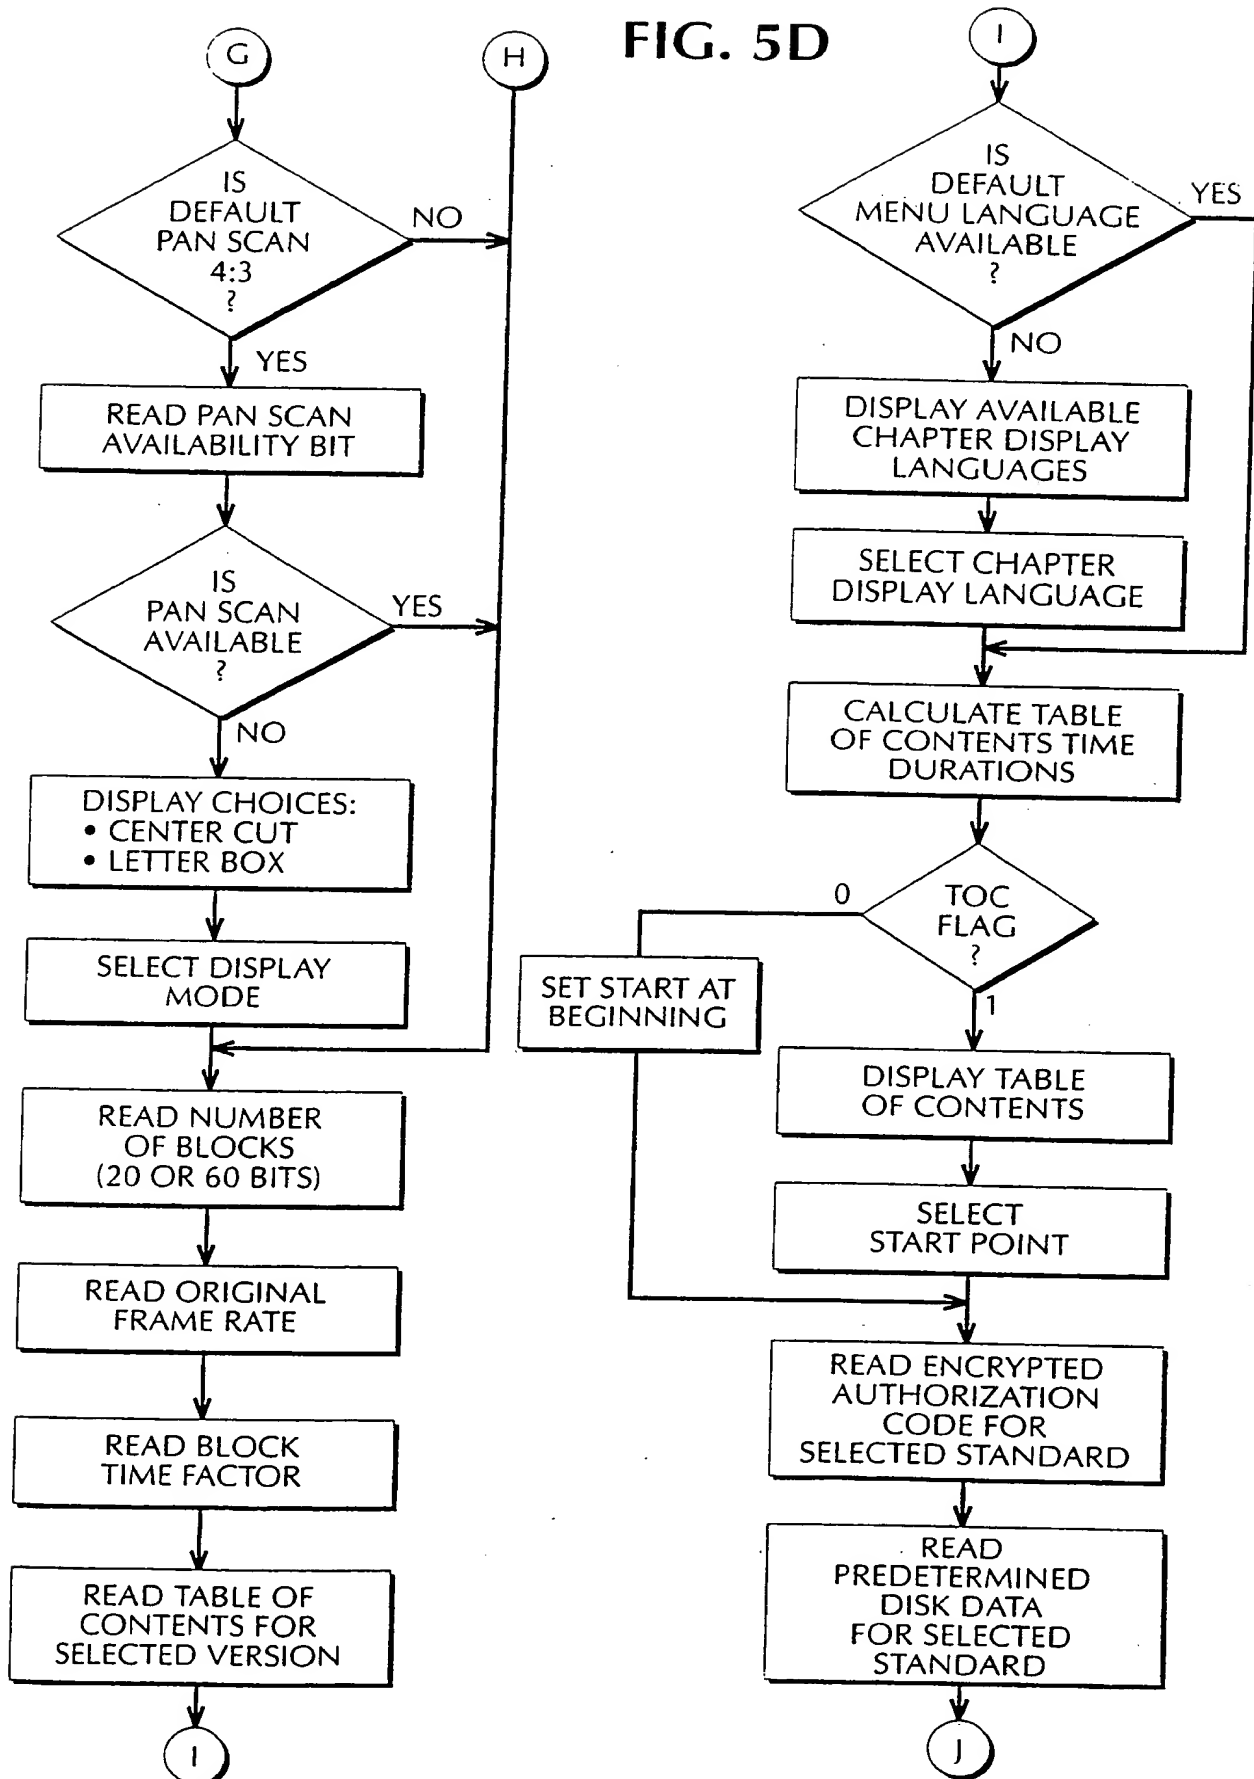 FIG. 5D
G
H
IS
DEFAULT
PAN SCAN
4:3
?
NO
YES
READ PAN SCAN
AVAILABILITY BIT
IS
PAN SCAN
AVAILABLE
?
YES
NO
DISPLAY CHOICES:
• CENTER CUT
• LETTER BOX
SELECT DISPLAY
MODE
READ NUMBER
OF BLOCKS
(20 OR 60 BITS)
READ ORIGINAL
FRAME RATE
READ BLOCK
TIME FACTOR
READ TABLE OF
CONTENTS FOR
SELECTED VERSION
I
I
IS
DEFAULT
MENU LANGUAGE
AVAILABLE
?
YES
NO
DISPLAY AVAILABLE
CHAPTER DISPLAY
LANGUAGES
SELECT CHAPTER
DISPLAY LANGUAGE
CALCULATE TABLE
OF CONTENTS TIME
DURATIONS
TOC
FLAG
?
0
1
SET START AT
BEGINNING
DISPLAY TABLE
OF CONTENTS
SELECT
START POINT
READ ENCRYPTED
AUTHORIZATION
CODE FOR
SELECTED STANDARD
READ
PREDETERMINED
DISK DATA
FOR SELECTED
STANDARD
J